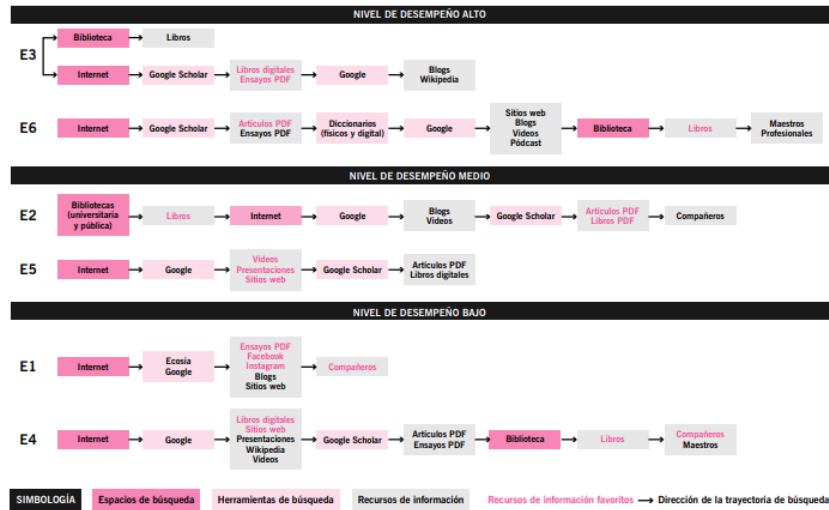 NIVEL DE DESEMPEÑO ALTO
E3
Biblioteca
Libros
Internet
Google Scholar
Libros digitales
Ensayos PDF
Google
Blogs
Wikipedia
E6
Internet
Google Scholar
Artículos PDF
Ensayos PDF
Diccionarios
(físicos y digital)
Google
Sitios web
Blogs
Videos
Pódcast
Biblioteca
Libros
Maestros
Profesionales
NIVEL DE DESEMPEÑO MEDIO
E2
Bibliotecas
(universitaria
y pública)
Libros
Internet
Google
Blogs
Videos
Google Scholar
Artículos PDF
Libros PDF
Compañeros
E5
Internet
Google
Videos
Presentaciones
Sitios web
Google Scholar
Artículos PDF
Libros digitales
NIVEL DE DESEMPEÑO BAJO
E1
Internet
Ecosia
Google
Ensayos PDF
Facebook
Instagram
Blogs
Sitios web
Compañeros
E4
Internet
Google
Libros digitales
Sitios web
Presentaciones
Wikipedia
Videos
Google Scholar
Artículos PDF
Ensayos PDF
Biblioteca
Libros
Compañeros
Maestros
SIMBOLOGÍA
Espacios de búsqueda
Herramientas de búsqueda
Recursos de información
Recursos de información favoritos
Dirección de la trayectoria de búsqueda